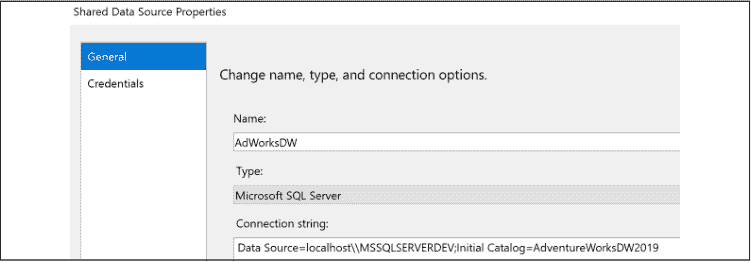 Shared Data Source Properties
General
Credentials
Change name, type, and connection options.
Name:
AdWorksDW
Type:
Microsoft SQL Server
Connection string:
Data Source=localhost\\MSSQLSERVERDEV;Initial Catalog=AdventureWorksDW2019